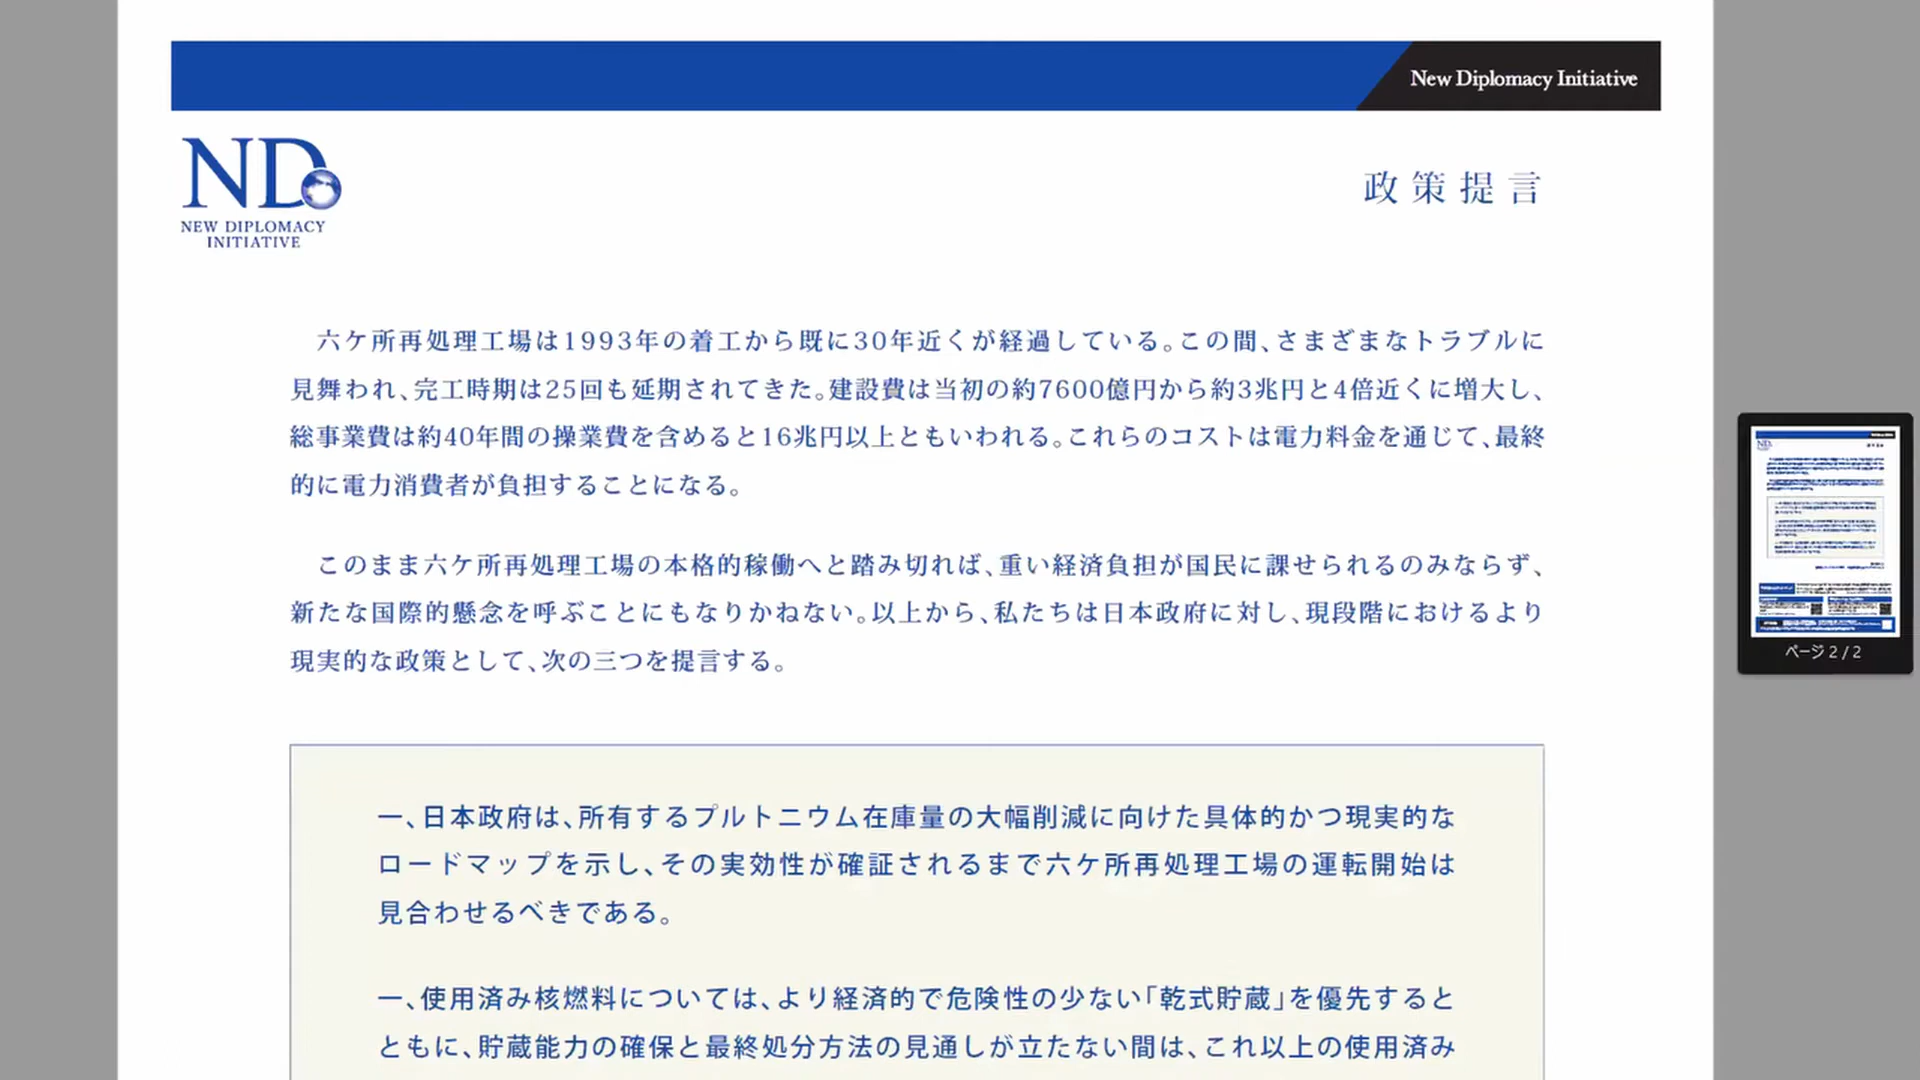 New Diplomacy Initiative
ND
NEW DIPLOMACY
INITIATIVE
政策提言
六ケ所再処理工場は1993年の着工から既に30年近くが経過している。この間、さまざまなトラブルに
見舞われ、完工時期は25回も延期されてきた。建設費は当初の約7600億円から約3兆円と4倍近くに増大し、
総事業費は約40年間の操業費を含めると16兆円以上ともいわれる。これらのコストは電力料金を通じて、最終
的に電力消費者が負担することになる。
このまま六ケ所再処理工場の本格的稼働へと踏み切れば、重い経済負担が国民に課せられるのみならず、
新たな国際的懸念を呼ぶことにもなりかねない。以上から、私たちは日本政府に対し、現段階におけるより
現実的な政策として、次の三つを提言する。
一、日本政府は、所有するプルトニウム在庫量の大幅削減に向けた具体的かつ現実的な
ロードマップを示し、その実効性が確証されるまで六ケ所再処理工場の運転開始は
見合わせるべきである。
一、使用済み核燃料については、より経済的で危険性の少ない「乾式貯蔵」を優先すると
ともに、貯蔵能力の確保と最終処分方法の見通しが立たない間は、これ以上の使用済み
ページ 2 / 2